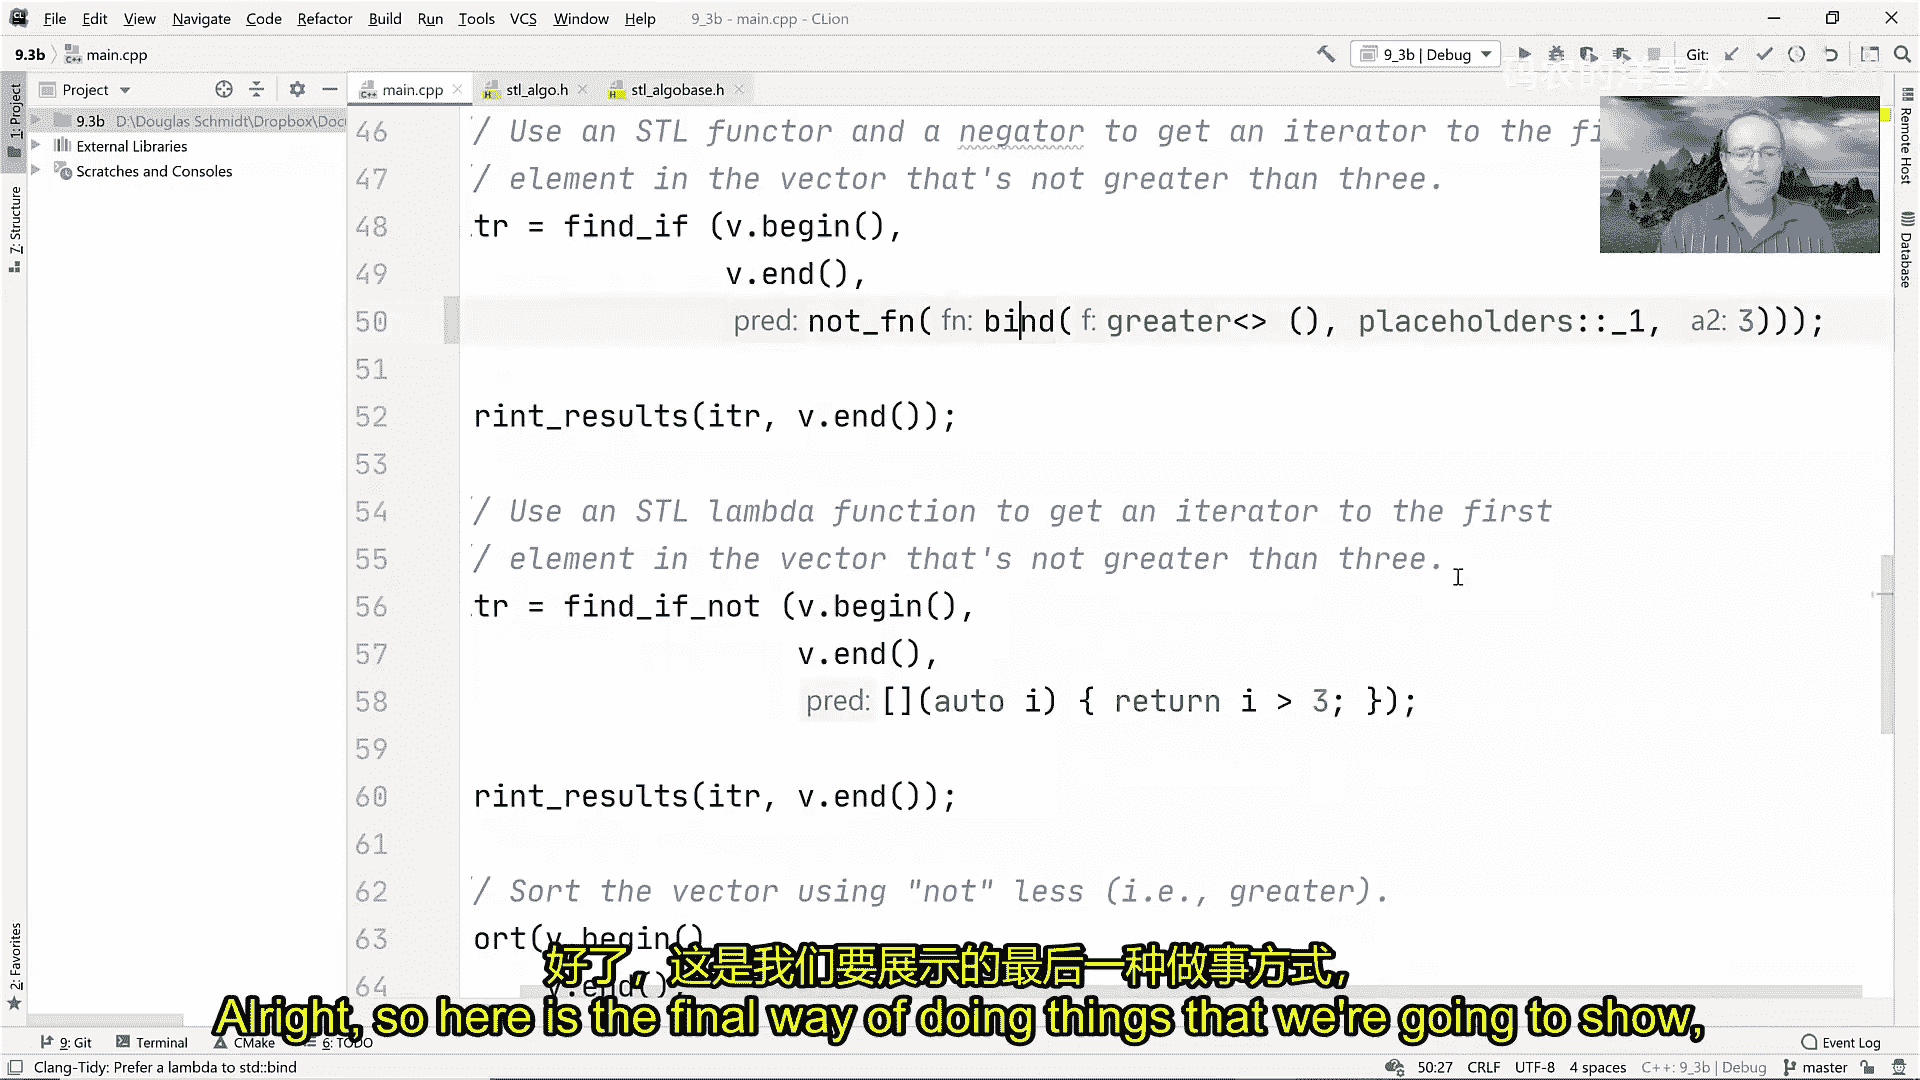 File Edit View Navigate Code Refactor Build Run Tools VCS Window Help 9_3b - main.cpp - CLion
9.3b main.cpp 9_3b | Debug Git:
Project main.cpp stl_algo.h stl_algobase.h
1: Project
7: Structure
2: Favorites
9.3b D:\Douglas Schmidt\Dropbox\Docu
External Libraries
Scratches and Consoles
46 / Use an STL functor and a negator to get an iterator to the fi
47 / element in the vector that's not greater than three.
48 tr = find_if (v.begin(),
49 v.end(),
50 pred: not_fn( fn: bind( f: greater<> (), placeholders::_1, a2: 3)));
51
52 rint_results(itr, v.end());
53
54 / Use an STL lambda function to get an iterator to the first
55 / element in the vector that's not greater than three.
56 tr = find_if_not (v.begin(),
57 v.end(),
58 pred: [](auto i) { return i > 3; });
59
60 rint_results(itr, v.end());
61
62 / Sort the vector using "not" less (i.e., greater).
63 ort(v.begin()
64 v.end()
Remote Host
Database
好了，这是我们要展示的最后一种做事方式，
Alright, so here is the final way of doing things that we're going to show,
9: Git Terminal CMake 6: TODO Event Log
Clang-Tidy: Prefer a lambda to std::bind 50:27 CRLF UTF-8 4 spaces C++: 9_3b | Debug master